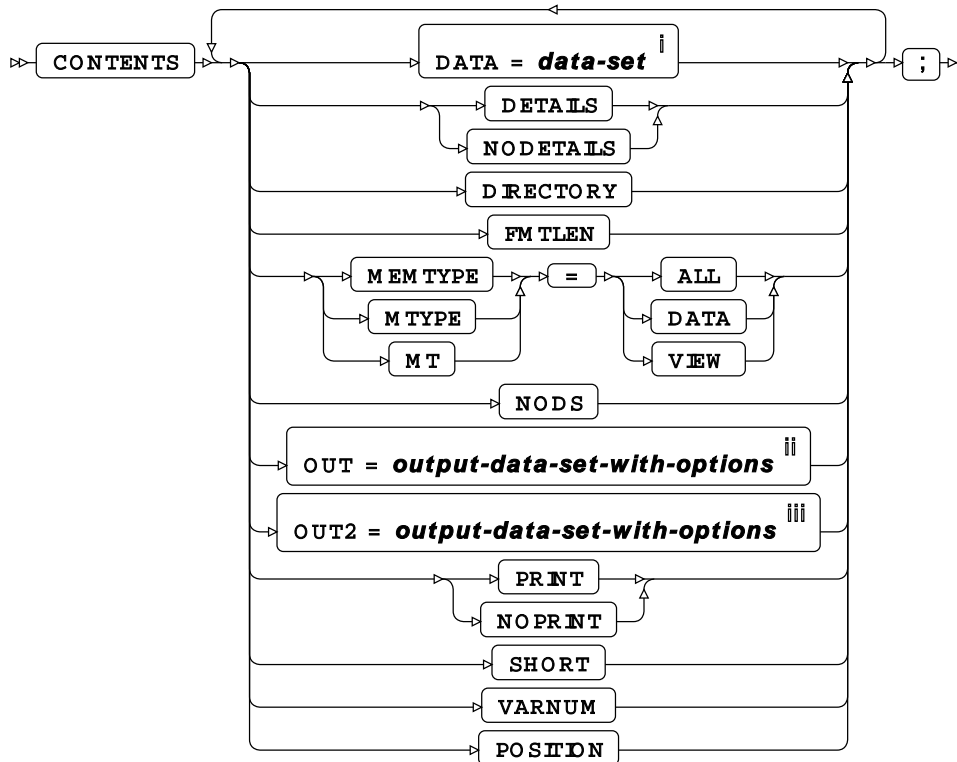 CONTENTS
DATA = data-set i
;
DETAILS
NODETAILS
DIRECTORY
FMTLEN
MEMTYPE = ALL
MTYPE DATA
MT VIEW
NODS
OUT = output-data-set-with-options ii
OUT2 = output-data-set-with-options iii
PRINT
NOPRINT
SHORT
VARNUM
POSITION